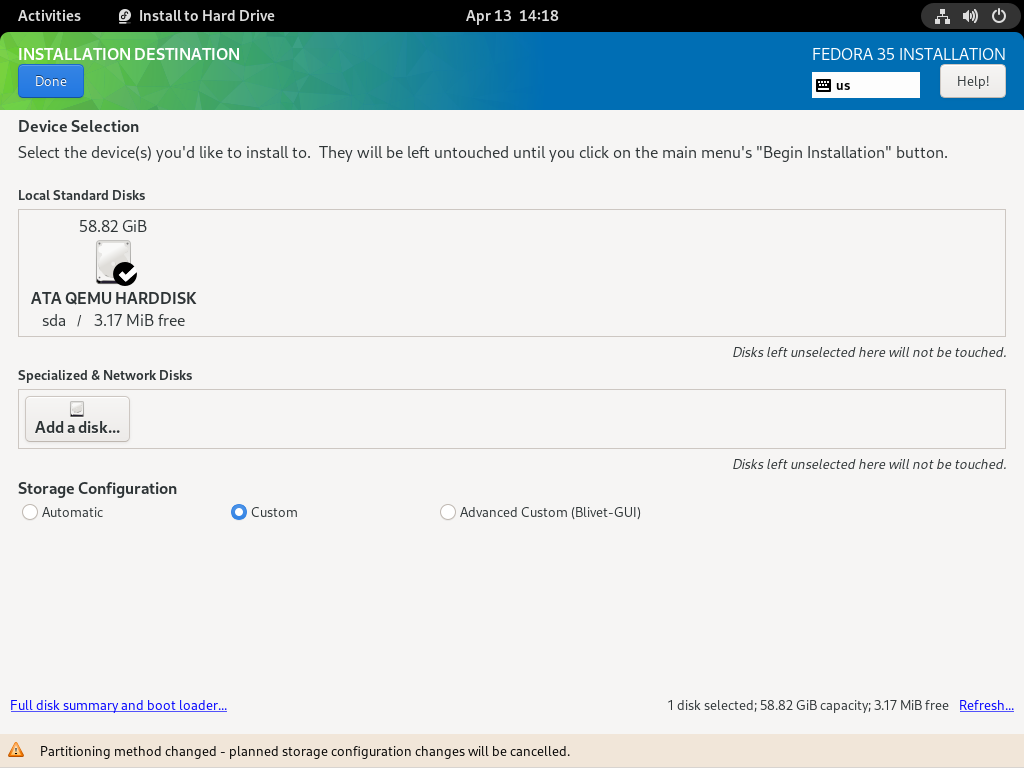 Activities Install to Hard Drive Apr 13 14:18
INSTALLATION DESTINATION FEDORA 35 INSTALLATION
Done us Help!
Device Selection
Select the device(s) you'd like to install to. They will be left untouched until you click on the main menu's "Begin Installation" button.
Local Standard Disks
58.82 GiB
ATA QEMU HARDDISK
sda / 3.17 MiB free
Disks left unselected here will not be touched.
Specialized & Network Disks
Add a disk...
Disks left unselected here will not be touched.
Storage Configuration
Automatic Custom Advanced Custom (Blivet-GUI)
Full disk summary and boot loader... 1 disk selected; 58.82 GiB capacity; 3.17 MiB free Refresh...
Partitioning method changed - planned storage configuration changes will be cancelled.